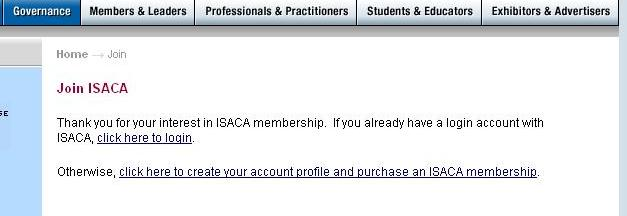 Governance Members & Leaders Professionals & Practitioners Students & Educators Exhibitors & Advertisers
Home → Join
Join ISACA
SE
Thank you for your interest in ISACA membership. If you already have a login account with
ISACA, click here to login.
Otherwise, click here to create your account profile and purchase an ISACA membership.